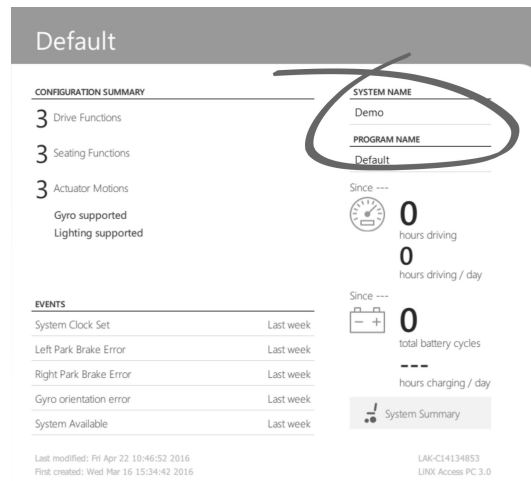 Default
CONFIGURATION SUMMARY
3 Drive Functions
3 Seating Functions
3 Actuator Motions
Gyro supported
Lighting supported
SYSTEM NAME
Demo
PROGRAM NAME
Default
Since ---
0
hours driving
0
hours driving / day
Since ---
0
total battery cycles
---
hours charging / day
System Summary
EVENTS
System Clock Set Last week
Left Park Brake Error Last week
Right Park Brake Error Last week
Gyro orientation error Last week
System Available Last week
Last modified: Fri Apr 22 10:46:52 2016
First created: Wed Mar 16 15:34:42 2016
LAK-C14134853
LiNX Access PC 3.0